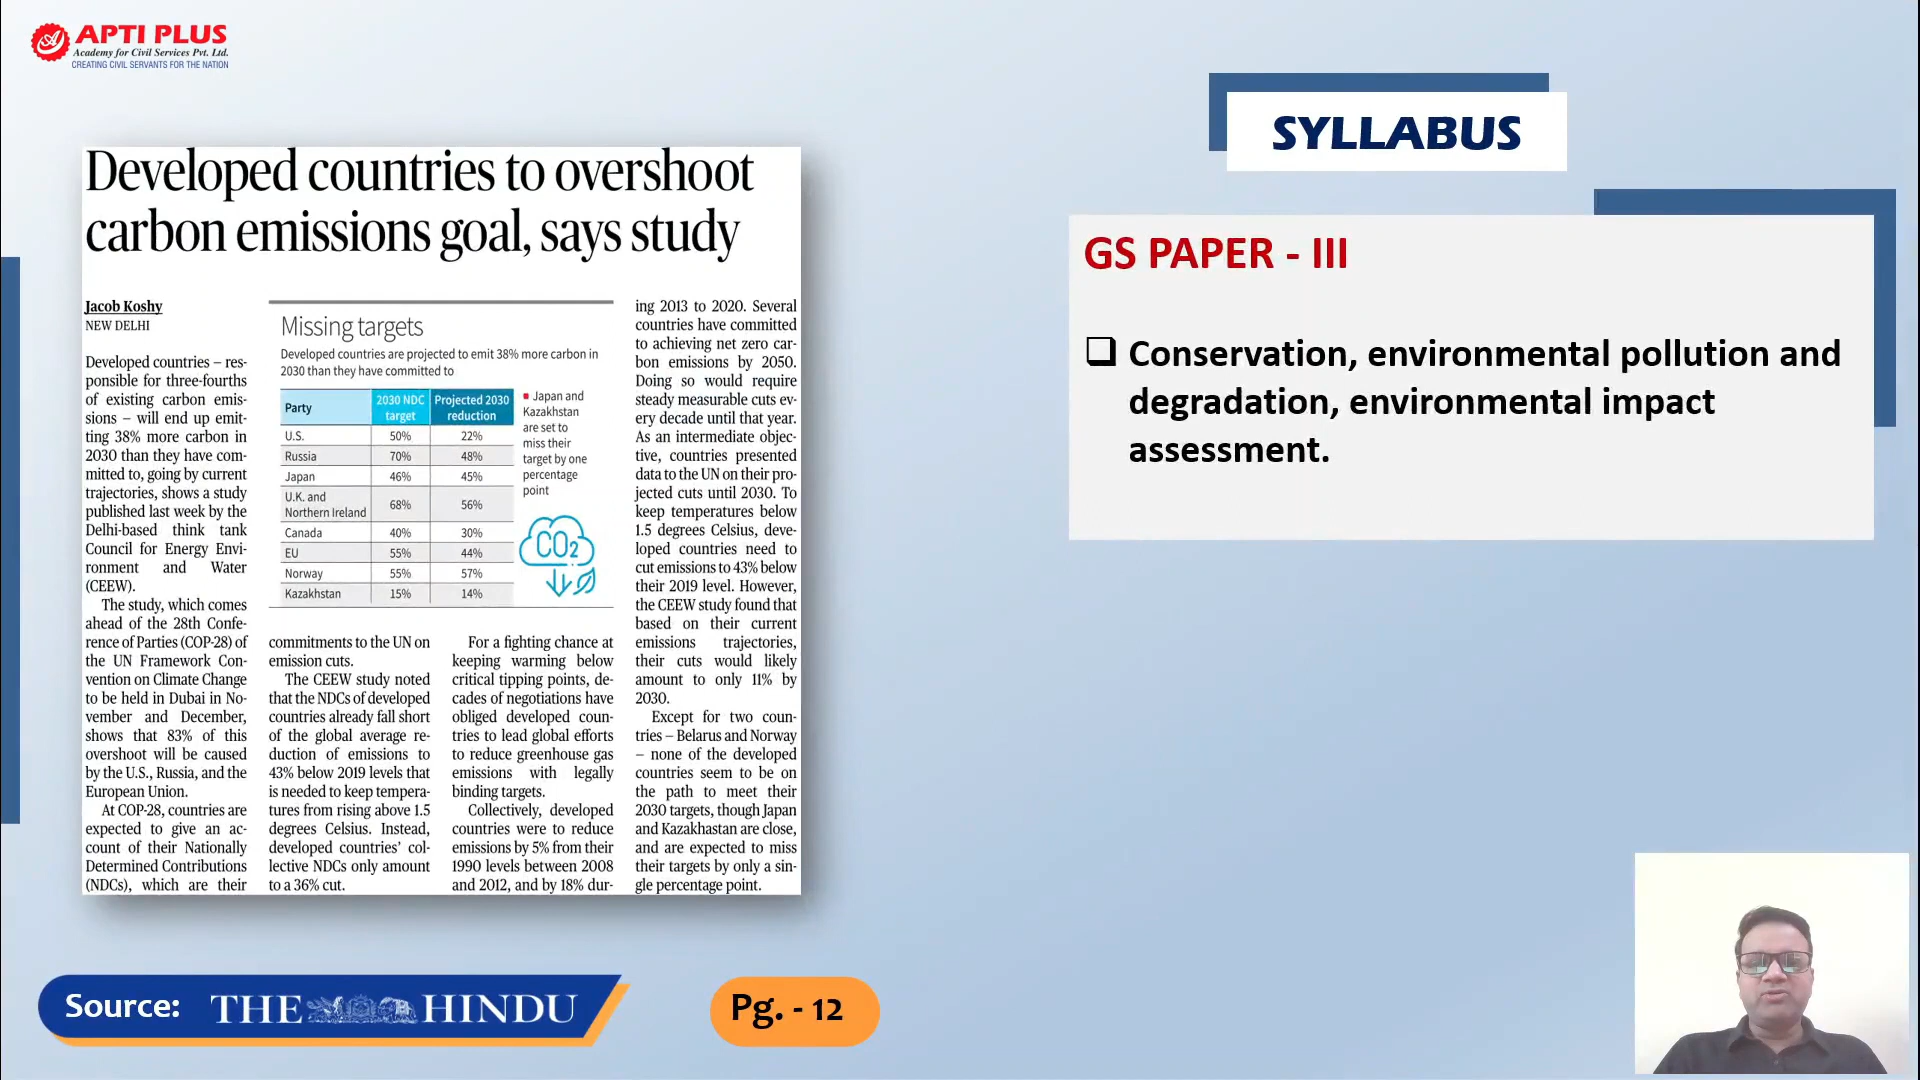 APTI PLUS
Academy for Civil Services Pvt. Ltd.
CREATING CIVIL SERVANTS FOR THE NATION
Developed countries to overshoot
carbon emissions goal, says study
Jacob Koshy
NEW DELHI
Developed countries – res-
ponsible for three-fourths
of existing carbon emis-
sions – will end up emit-
ting 38% more carbon in
2030 than they have com-
mitted to, going by current
trajectories, shows a study
published last week by the
Delhi-based think tank
Council for Energy Envi-
ronment and Water
(CEEW).
The study, which comes
ahead of the 28th Confe-
rence of Parties (COP-28) of
the UN Framework Con-
vention on Climate Change
to be held in Dubai in No-
vember and December,
shows that 83% of this
overshoot will be caused
by the U.S., Russia, and the
European Union.
At COP-28, countries are
expected to give an ac-
count of their Nationally
Determined Contributions
(NDCs), which are their
Missing targets
Developed countries are projected to emit 38% more carbon in
2030 than they have committed to
Party 2030 NDC target Projected 2030 reduction
U.S. 50% 22%
Russia 70% 48%
Japan 46% 45%
U.K. and Northern Ireland 68% 56%
Canada 40% 30%
EU 55% 44%
Norway 55% 57%
Kazakhstan 15% 14%
Japan and
Kazakhstan
are set to
miss their
target by one
percentage
point
CO2
commitments to the UN on
emission cuts.
The CEEW study noted
that the NDCs of developed
countries already fall short
of the global average re-
duction of emissions to
43% below 2019 levels that
is needed to keep tempera-
tures from rising above 1.5
degrees Celsius. Instead,
developed countries' col-
lective NDCs only amount
to a 36% cut.
For a fighting chance at
keeping warming below
critical tipping points, de-
cades of negotiations have
obliged developed coun-
tries to lead global efforts
to reduce greenhouse gas
emissions with legally
binding targets.
Collectively, developed
countries were to reduce
emissions by 5% from their
1990 levels between 2008
and 2012, and by 18% dur-
ing 2013 to 2020. Several
countries have committed
to achieving net zero car-
bon emissions by 2050.
Doing so would require
steady measurable cuts ev-
ery decade until that year.
As an intermediate objec-
tive, countries presented
data to the UN on their pro-
jected cuts until 2030. To
keep temperatures below
1.5 degrees Celsius, deve-
loped countries need to
cut emissions to 43% below
their 2019 level. However,
the CEEW study found that
based on their current
emissions trajectories,
their cuts would likely
amount to only 11% by
2030.
Except for two coun-
tries – Belarus and Norway
– none of the developed
countries seem to be on
the path to meet their
2030 targets, though Japan
and Kazakhastan are close,
and are expected to miss
their targets by only a sin-
gle percentage point.
SYLLABUS
GS PAPER - III
Conservation, environmental pollution and
degradation, environmental impact
assessment.
Source: THE HINDU
Pg. - 12